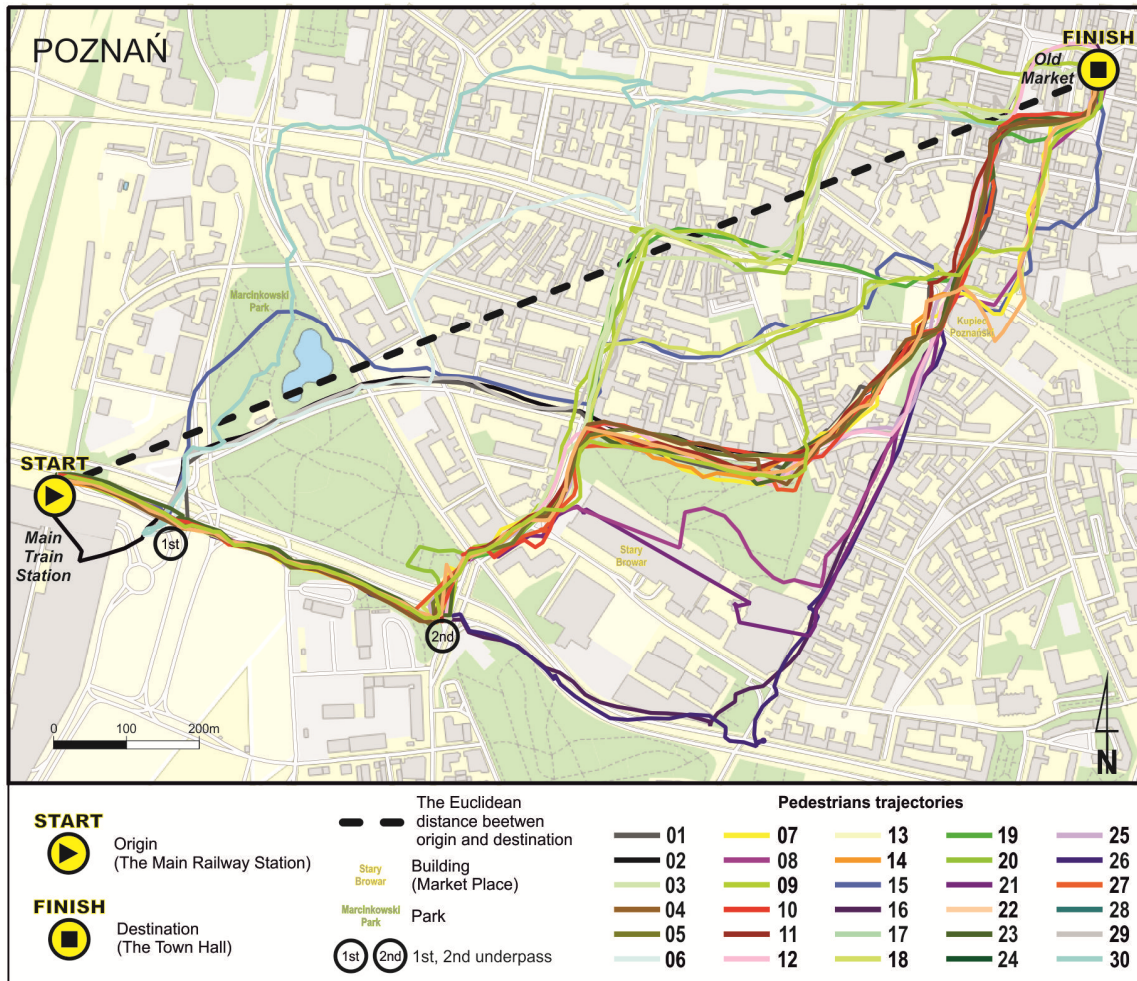 POZNAŃ
FINISH
Old
Market
Marcinkowski
Park
Kupiec
Poznański
START
1st
Main
Train
Station
Stary
Browar
2nd
0 100 200m
N
START
Origin
(The Main Railway Station)
FINISH
Destination
(The Town Hall)
The Euclidean
distance beetwen
origin and destination
Stary
Browar
Building
(Market Place)
Marcinkowski
Park
Park
1st 2nd 1st, 2nd underpass
Pedestrians trajectories
01 07 13 19 25
02 08 14 20 26
03 09 15 21 27
04 10 16 22 28
05 11 17 23 29
06 12 18 24 30